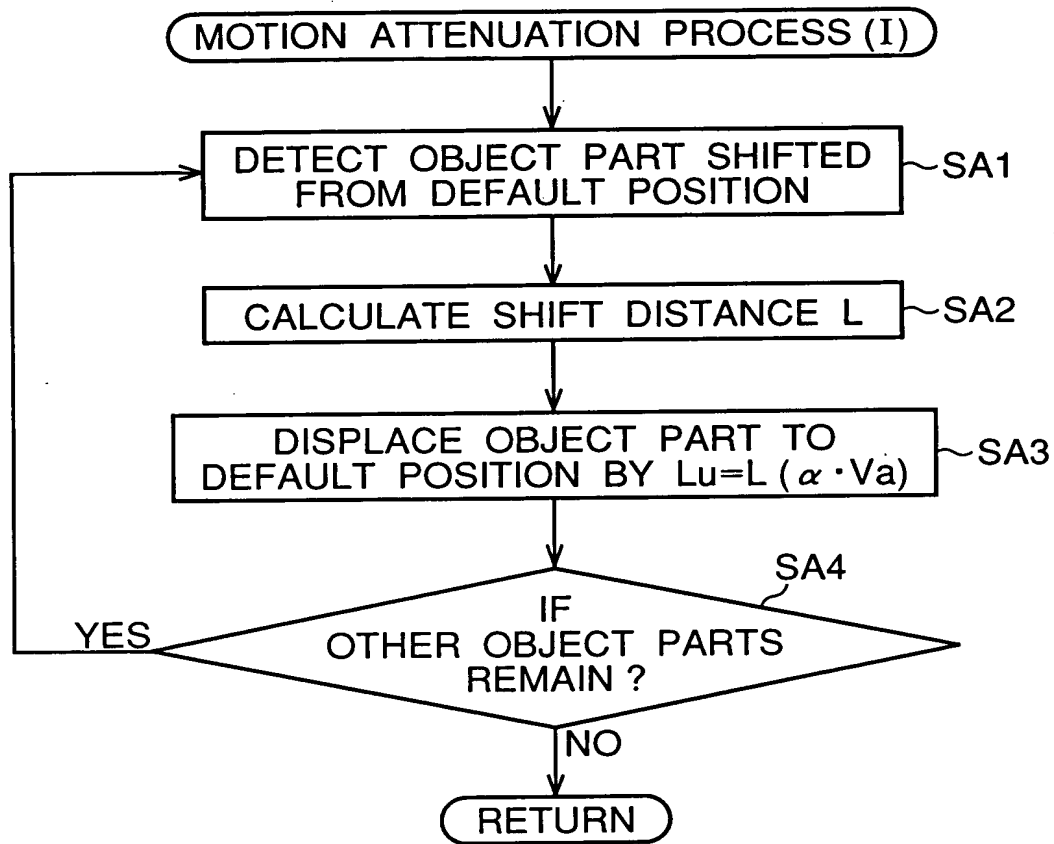 MOTION ATTENUATION PROCESS (I)
DETECT OBJECT PART SHIFTED
FROM DEFAULT POSITION
SA1
CALCULATE SHIFT DISTANCE L
SA2
DISPLACE OBJECT PART TO
DEFAULT POSITION BY Lu=L (α・Va)
SA3
SA4
IF
OTHER OBJECT PARTS
REMAIN ?
YES
NO
RETURN